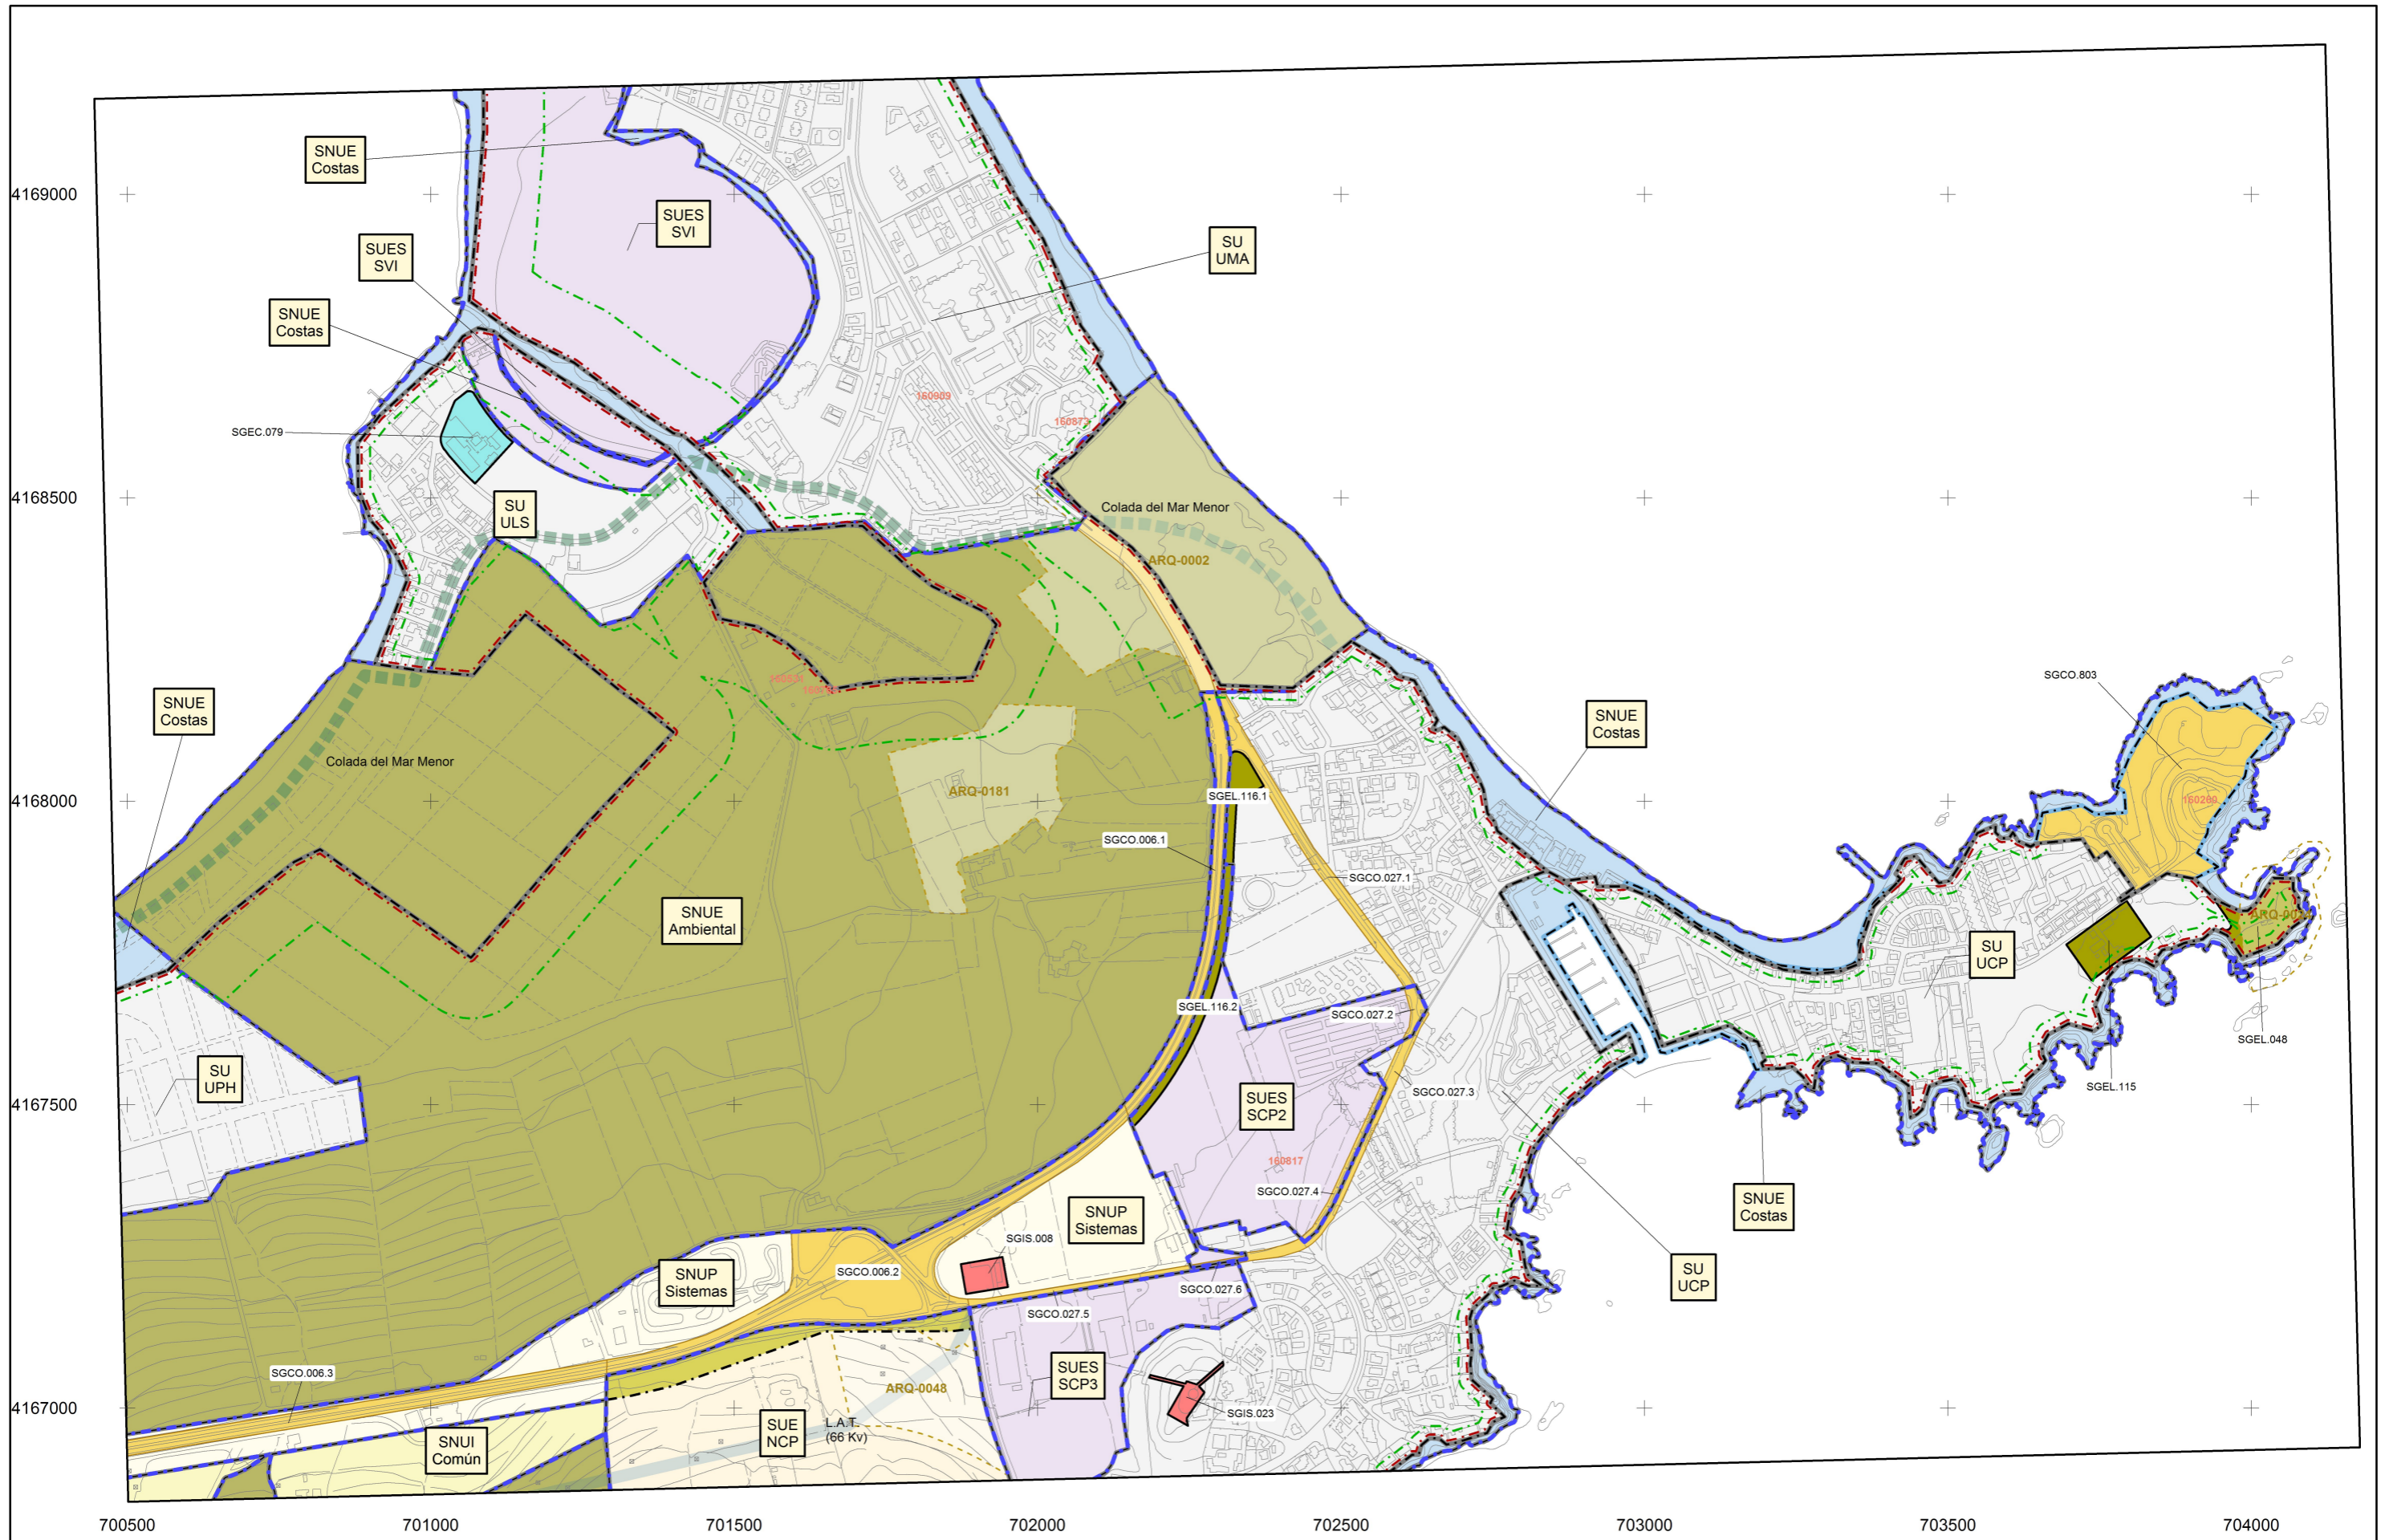 SNUE
Costas
4169000
SUES
SVI
SUES
SVI
SU
UMA
SNUE
Costas
160909
160877
SGEC.079
4168500
SU
ULS
Colada del Mar Menor
ARQ-0002
SGCO.803
SNUE
Costas
SNUE
Costas
Colada del Mar Menor
4168000
ARQ-0181
SGEL.116.1
160269
SGCO.006.1
SGCO.027.1
SNUE
Ambiental
SU
UCP
SGEL.116.2
SGCO.027.2
SGEL.048
SU
UPH
SGCO.027.3
SGEL.115
4167500
SUES
SCP2
160817
SGCO.027.4
SNUP
Sistemas
SNUE
Costas
SGIS.008
SNUP
Sistemas
SGCO.006.2
SU
UCP
SGCO.027.6
SGCO.027.5
SGCO.006.3
ARQ-0048
SUES
SCP3
SGIS.023
4167000
SNUI
Común
SUE
NCP
L.A.T.
(66 Kv)
700500
701000
701500
702000
702500
703000
703500
704000